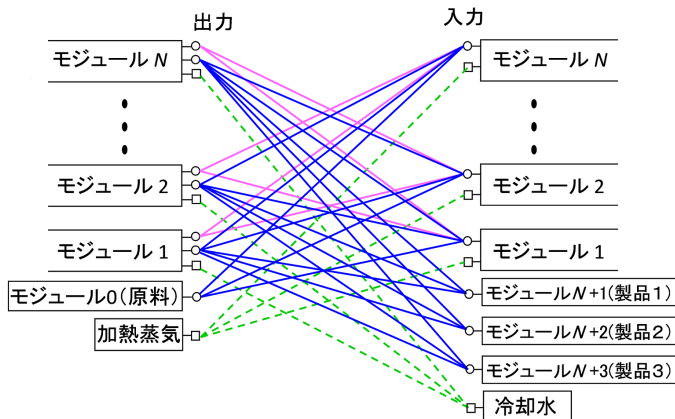 出力
入力
モジュール N
モジュール N
モジュール 2
モジュール 2
モジュール 1
モジュール 1
モジュール0(原料)
モジュールN+1(製品1)
加熱蒸気
モジュールN+2(製品2)
モジュールN+3(製品3)
冷却水